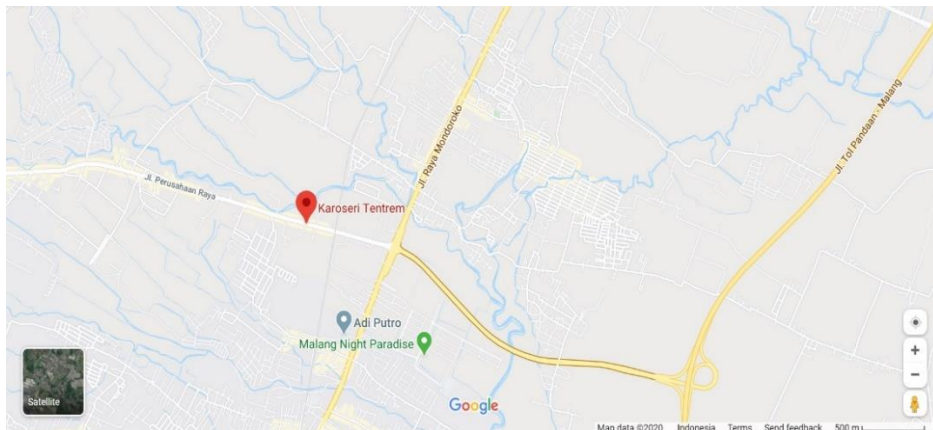 Jl. Raya Mondoroko
Jl. Tol Pandaan - Malang
Jl. Perusahaan Raya
Karoseri Tentrem
Adi Putro
Malang Night Paradise
Satellite
Google
Map data ©2020 Indonesia Terms Send feedback 500 m